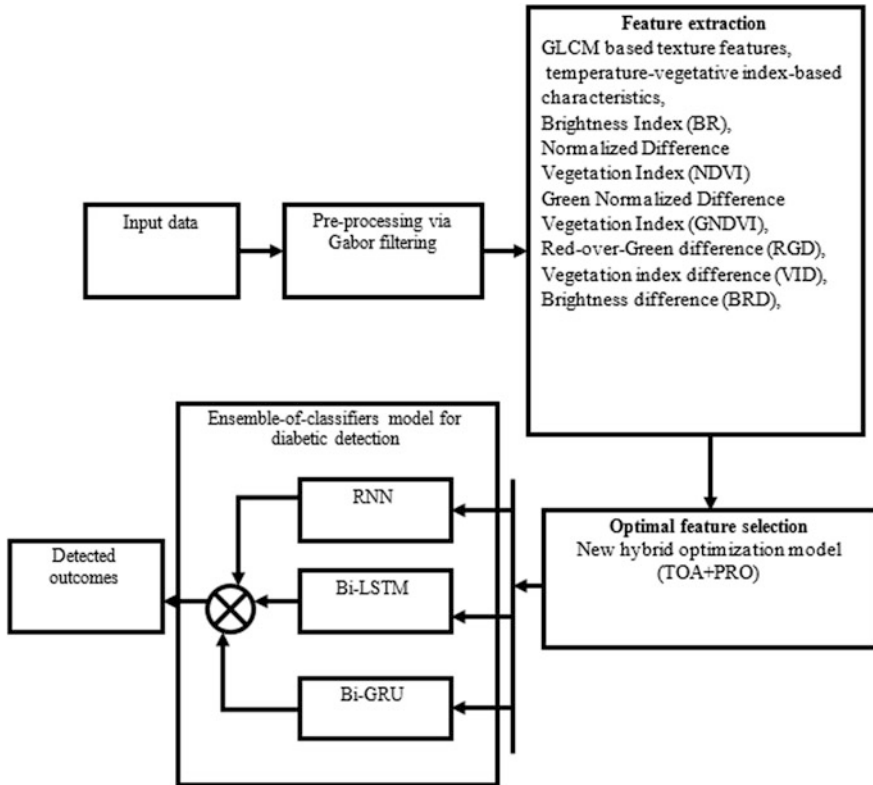 Input data
Pre-processing via
Gabor filtering
Feature extraction
GLCM based texture features,
temperature-vegetative index-based
characteristics,
Brightness Index (BR),
Normalized Difference
Vegetation Index (NDVI)
Green Normalized Difference
Vegetation Index (GNDVI),
Red-over-Green difference (RGD),
Vegetation index difference (VID),
Brightness difference (BRD),
Optimal feature selection
New hybrid optimization model
(TOA+PRO)
Ensemble-of-classifiers model for
diabetic detection
RNN
Bi-LSTM
Bi-GRU
Detected
outcomes